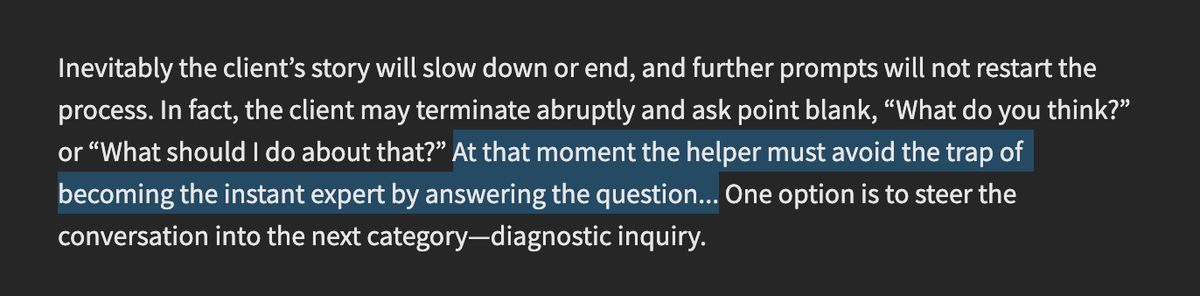 Inevitably the client’s story will slow down or end, and further prompts will not restart the
process. In fact, the client may terminate abruptly and ask point blank, “What do you think?”
or “What should I do about that?” At that moment the helper must avoid the trap of
becoming the instant expert by answering the question... One option is to steer the
conversation into the next category—diagnostic inquiry.